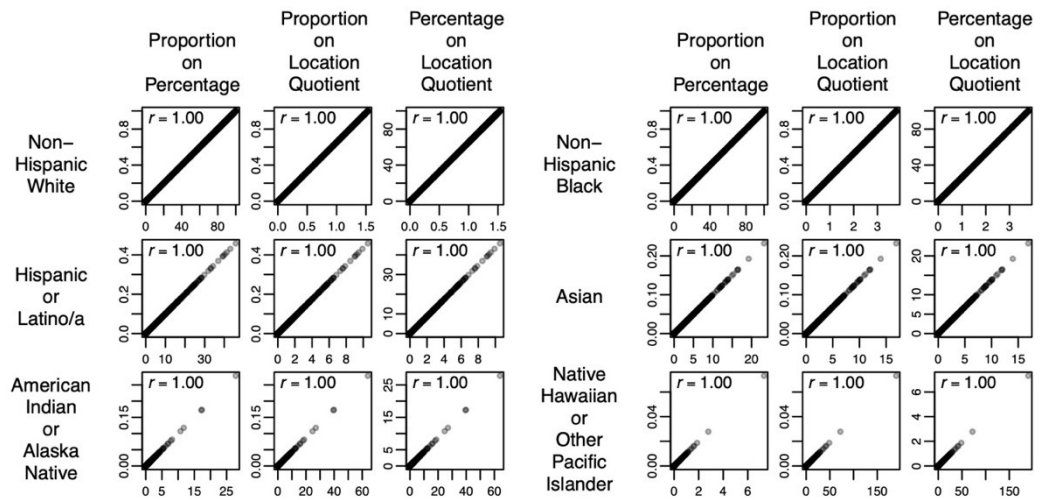 Proportion
on
Percentage
Proportion
on
Location
Quotient
Percentage
on
Location
Quotient
Non−
Hispanic
White
r = 1.00
0.0 0.4 0.8
0 40 80
r = 1.00
0.0 0.4 0.8
0.0 0.5 1.0 1.5
r = 1.00
0 40 80
0.0 0.5 1.0 1.5
Hispanic
or
Latino/a
r = 1.00
0.0 0.2 0.4
0 10 30
r = 1.00
0.0 0.2 0.4
0 2 4 6 8
r = 1.00
0 10 30
0 2 4 6 8
American
Indian
or
Alaska
Native
r = 1.00
0.00 0.15
0 5 15 25
r = 1.00
0.00 0.15
0 20 40 60
r = 1.00
0 5 15 25
0 20 40 60
Proportion
on
Percentage
Proportion
on
Location
Quotient
Percentage
on
Location
Quotient
Non−
Hispanic
Black
r = 1.00
0.0 0.4 0.8
0 40 80
r = 1.00
0.0 0.4 0.8
0 1 2 3
r = 1.00
0 40 80
0 1 2 3
Asian
r = 1.00
0.00 0.10 0.20
0 5 10 20
r = 1.00
0.00 0.10 0.20
0 5 10 15
r = 1.00
0 5 10 20
0 5 10 15
Native
Hawaiian
or
Other
Pacific
Islander
r = 1.00
0.00 0.04
0 2 4 6
r = 1.00
0.00 0.04
0 50 150
r = 1.00
0 2 4 6
0 50 150